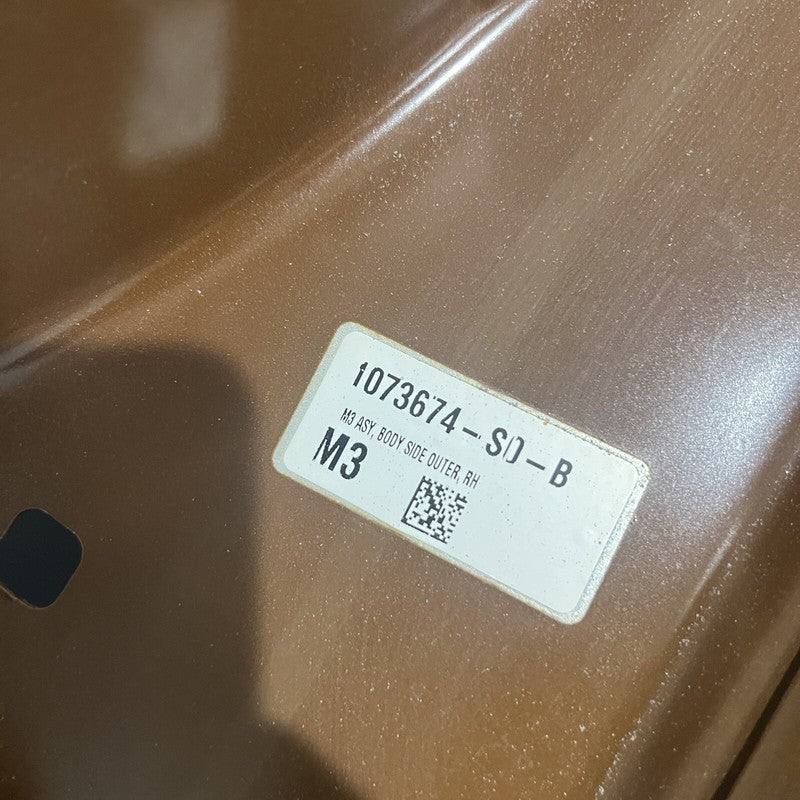 1073674-S0-B
M3 ASY, BODY SIDE OUTER, RH
M3